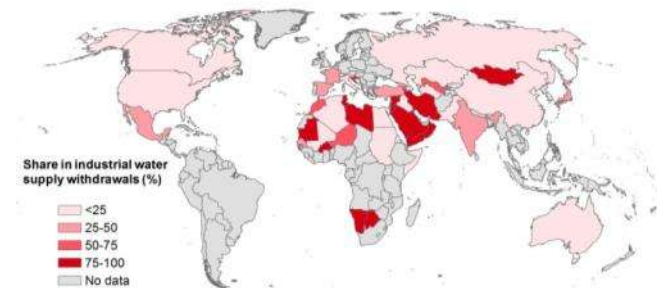 Share in industrial water
supply withdrawals (%)
<25
25-50
50-75
75-100
No data